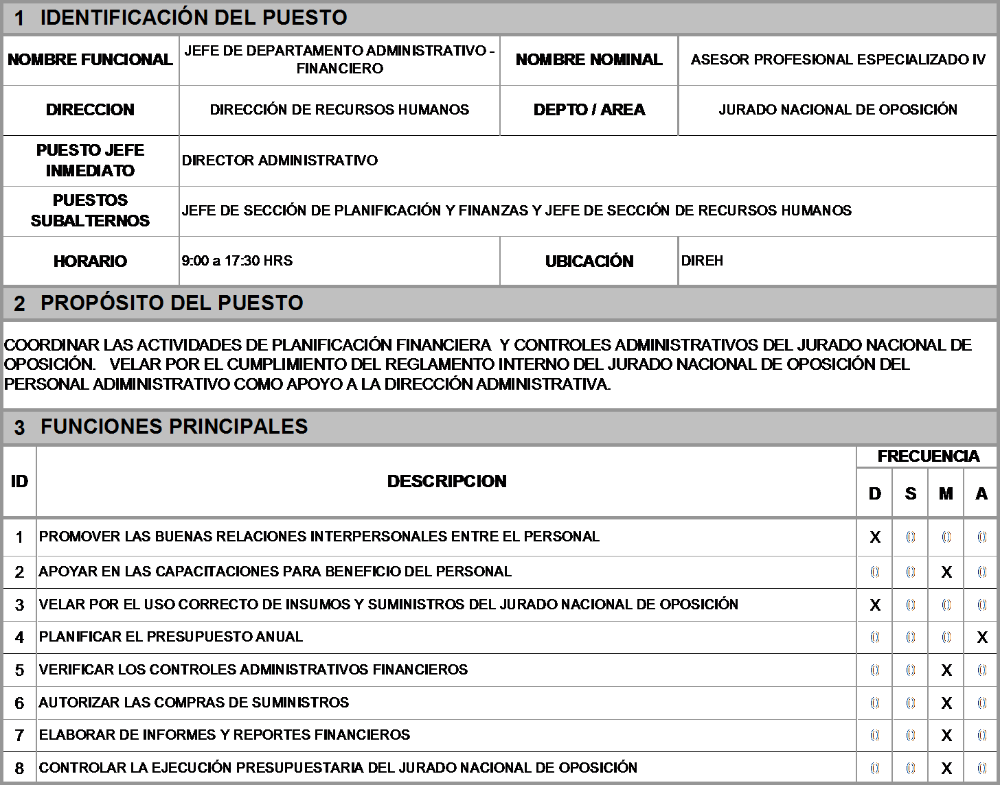 1 IDENTIFICACIÓN DEL PUESTO
NOMBRE FUNCIONAL
JEFE DE DEPARTAMENTO ADMINISTRATIVO -
FINANCIERO
NOMBRE NOMINAL
ASESOR PROFESIONAL ESPECIALIZADO IV
DIRECCION
DIRECCIÓN DE RECURSOS HUMANOS
DEPTO / AREA
JURADO NACIONAL DE OPOSICIÓN
PUESTO JEFE
INMEDIATO
DIRECTOR ADMINISTRATIVO
PUESTOS
SUBALTERNOS
JEFE DE SECCIÓN DE PLANIFICACIÓN Y FINANZAS Y JEFE DE SECCIÓN DE RECURSOS HUMANOS
HORARIO
9:00 a 17:30 HRS
UBICACIÓN
DIREH
2 PROPÓSITO DEL PUESTO
COORDINAR LAS ACTIVIDADES DE PLANIFICACIÓN FINANCIERA Y CONTROLES ADMINISTRATIVOS DEL JURADO NACIONAL DE
OPOSICIÓN. VELAR POR EL CUMPLIMIENTO DEL REGLAMENTO INTERNO DEL JURADO NACIONAL DE OPOSICIÓN DEL
PERSONAL ADIMINISTRATIVO COMO APOYO A LA DIRECCIÓN ADMINISTRATIVA.
3 FUNCIONES PRINCIPALES
ID
DESCRIPCION
FRECUENCIA
D S M A
1 PROMOVER LAS BUENAS RELACIONES INTERPERSONALES ENTRE EL PERSONAL X 0 0 0
2 APOYAR EN LAS CAPACITACIONES PARA BENEFICIO DEL PERSONAL 0 0 X 0
3 VELAR POR EL USO CORRECTO DE INSUMOS Y SUMINISTROS DEL JURADO NACIONAL DE OPOSICIÓN X 0 0 0
4 PLANIFICAR EL PRESUPUESTO ANUAL 0 0 0 X
5 VERIFICAR LOS CONTROLES ADMINISTRATIVOS FINANCIEROS 0 0 X 0
6 AUTORIZAR LAS COMPRAS DE SUMINISTROS 0 0 X 0
7 ELABORAR DE INFORMES Y REPORTES FINANCIEROS 0 0 X 0
8 CONTROLAR LA EJECUCIÓN PRESUPUESTARIA DEL JURADO NACIONAL DE OPOSICIÓN 0 0 X 0